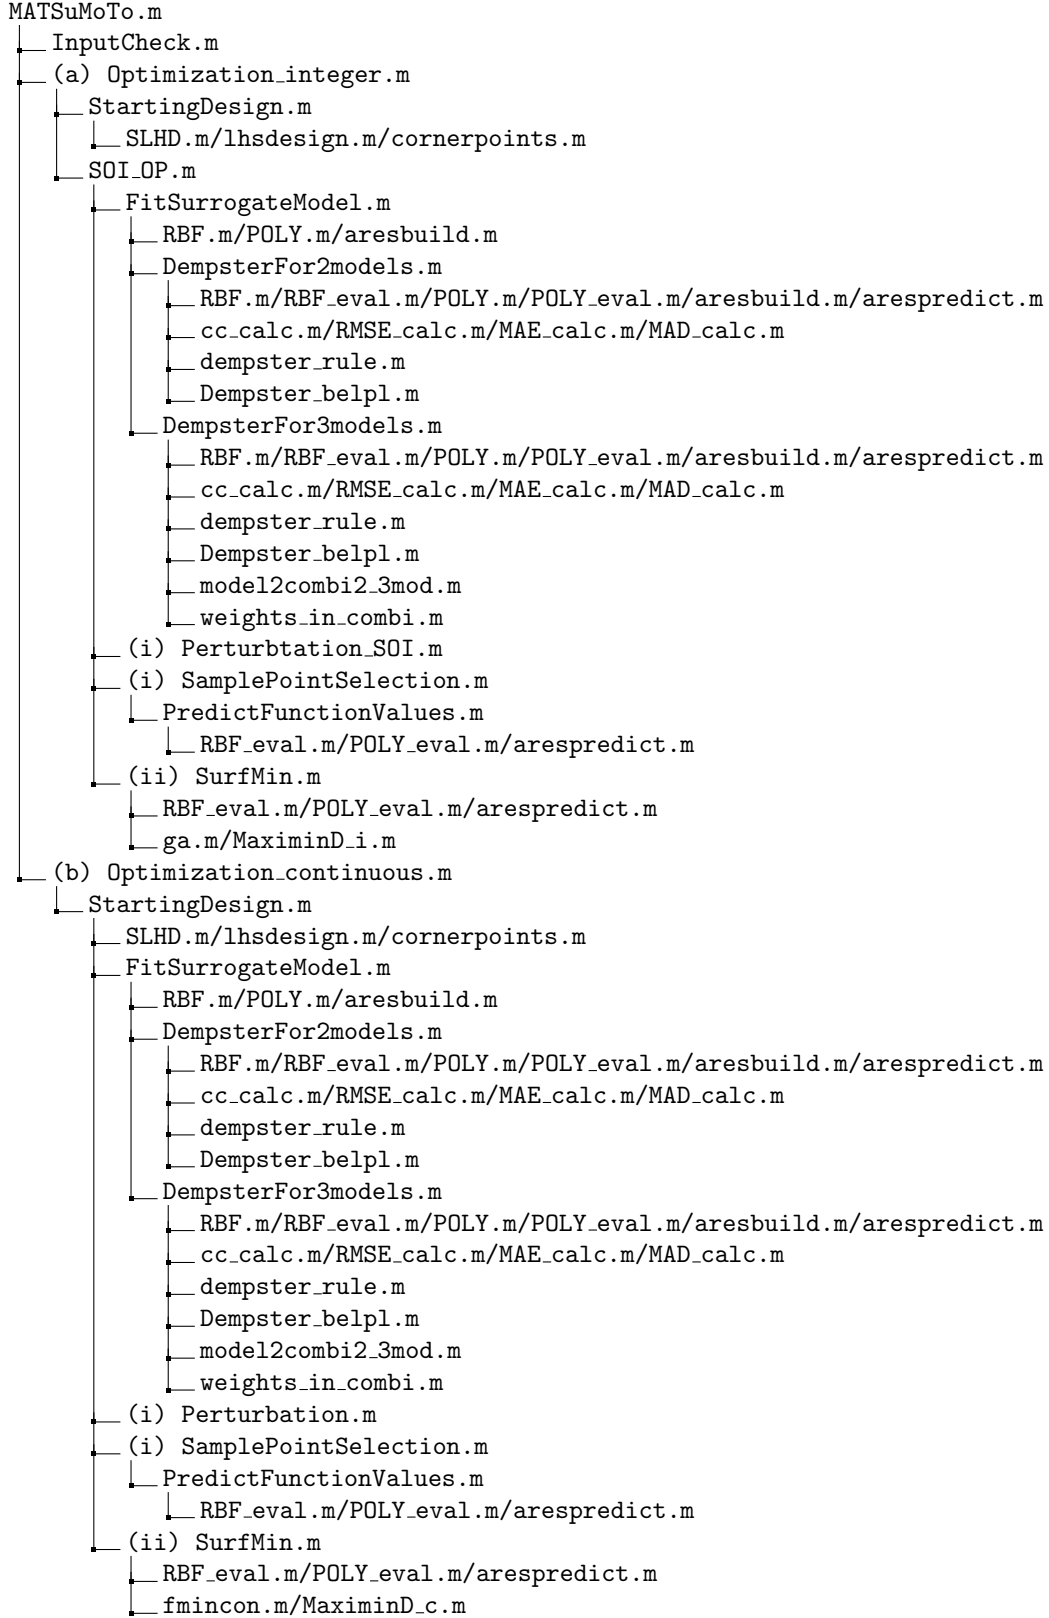 MATSuMoTo.m
InputCheck.m
(a) Optimization_integer.m
StartingDesign.m
SLHD.m/lhsdesign.m/cornerpoints.m
SOI_OP.m
FitSurrogateModel.m
RBF.m/POLY.m/aresbuild.m
DempsterFor2models.m
RBF.m/RBF_eval.m/POLY.m/POLY_eval.m/aresbuild.m/arespredict.m
cc_calc.m/RMSE_calc.m/MAE_calc.m/MAD_calc.m
dempster_rule.m
Dempster_belpl.m
DempsterFor3models.m
RBF.m/RBF_eval.m/POLY.m/POLY_eval.m/aresbuild.m/arespredict.m
cc_calc.m/RMSE_calc.m/MAE_calc.m/MAD_calc.m
dempster_rule.m
Dempster_belpl.m
model2combi2_3mod.m
weights_in_combi.m
(i) Perturbtation_SOI.m
(i) SamplePointSelection.m
PredictFunctionValues.m
RBF_eval.m/POLY_eval.m/arespredict.m
(ii) SurfMin.m
RBF_eval.m/POLY_eval.m/arespredict.m
ga.m/MaximinD_i.m
(b) Optimization_continuous.m
StartingDesign.m
SLHD.m/lhsdesign.m/cornerpoints.m
FitSurrogateModel.m
RBF.m/POLY.m/aresbuild.m
DempsterFor2models.m
RBF.m/RBF_eval.m/POLY.m/POLY_eval.m/aresbuild.m/arespredict.m
cc_calc.m/RMSE_calc.m/MAE_calc.m/MAD_calc.m
dempster_rule.m
Dempster_belpl.m
DempsterFor3models.m
RBF.m/RBF_eval.m/POLY.m/POLY_eval.m/aresbuild.m/arespredict.m
cc_calc.m/RMSE_calc.m/MAE_calc.m/MAD_calc.m
dempster_rule.m
Dempster_belpl.m
model2combi2_3mod.m
weights_in_combi.m
(i) Perturbation.m
(i) SamplePointSelection.m
PredictFunctionValues.m
RBF_eval.m/POLY_eval.m/arespredict.m
(ii) SurfMin.m
RBF_eval.m/POLY_eval.m/arespredict.m
fmincon.m/MaximinD_c.m